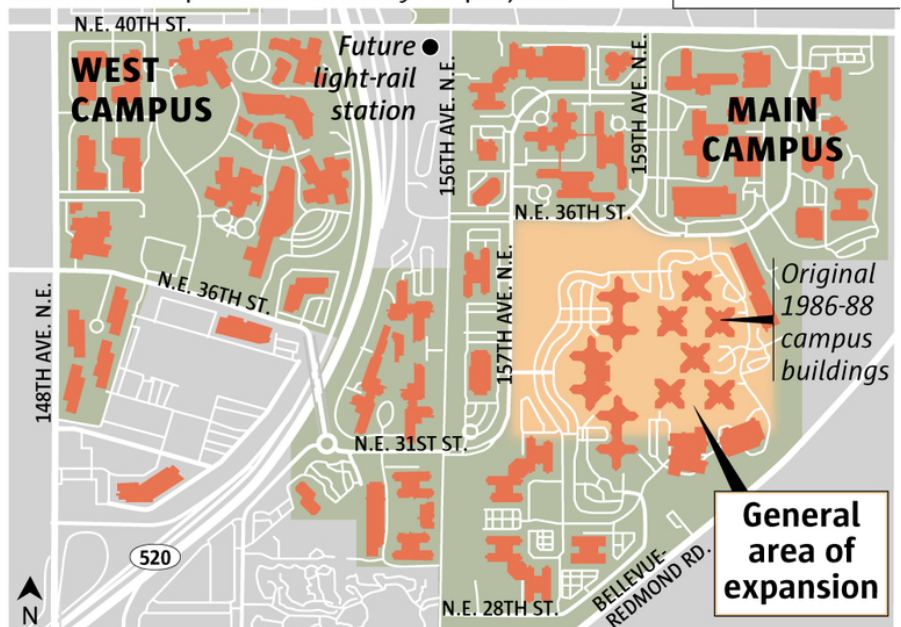 N.E. 40TH ST.
WEST
CAMPUS
Future
light-rail
station
156TH AVE. N.E.
159TH AVE. N.E.
MAIN
CAMPUS
N.E. 36TH ST.
N.E. 36TH ST.
148TH AVE. N.E.
157TH AVE. N.E.
Original
1986-88
campus
buildings
N.E. 31ST ST.
General
area of
expansion
520
BELLEVUE-
REDMOND RD.
N.E. 28TH ST.
N